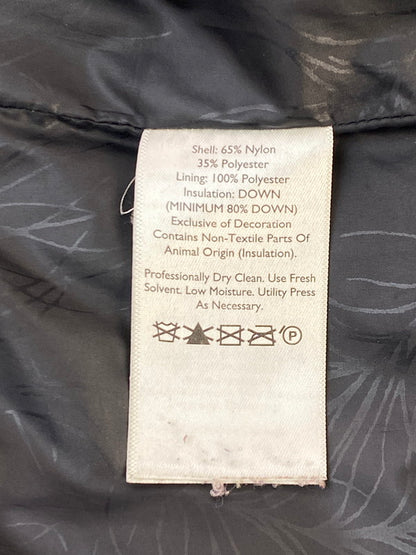 Shell: 65% Nylon
35% Polyester
Lining: 100% Polyester
Insulation: DOWN
(MINIMUM 80% DOWN)
Exclusive of Decoration
Contains Non-Textile Parts Of
Animal Origin (Insulation).
Professionally Dry Clean. Use Fresh
Solvent. Low Moisture. Utility Press
As Necessary.
P